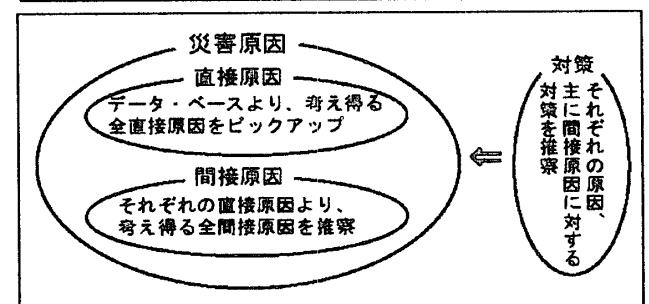 災害原因
直接原因
データ・ベースより、考え得る
全直接原因をピックアップ
間接原因
それぞれの直接原因より、
考え得る全間接原因を推察
対策
それぞれの原因、
主に間接原因に対する
対策を推察